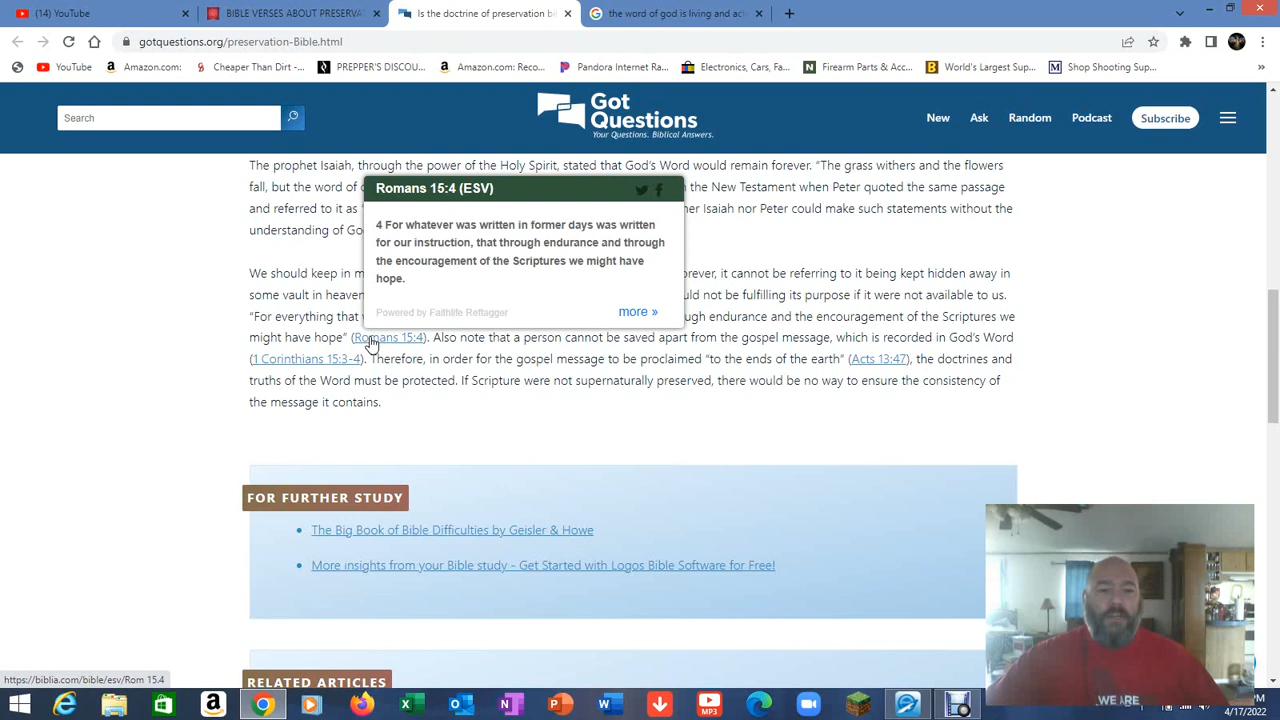 (14) YouTube
BIBLE VERSES ABOUT PRESERVAT
Is the doctrine of preservation bi
the word of god is living and act
gotquestions.org/preservation-Bible.html
YouTube
Amazon.com:
Cheaper Than Dirt -...
PREPPER'S DISCOU...
Amazon.com: Reco...
Pandora Internet Ra...
Electronics, Cars, Fa...
Firearm Parts & Acc...
World's Largest Sup...
Shop Shooting Sup...
Search
Got
Questions
Your Questions. Biblical Answers.
New
Ask
Random
Podcast
Subscribe
The prophet Isaiah, through the power of the Holy Spirit, stated that God's Word would remain forever. "The grass withers and the flowers
fall, but the word of
the New Testament when Peter quoted the same passage
and referred to it as
er Isaiah nor Peter could make such statements without the
understanding of G
Romans 15:4 (ESV)
4 For whatever was written in former days was written
for our instruction, that through endurance and through
the encouragement of the Scriptures we might have
hope.
Powered by Faithlife Reftagger
more »
We should keep in m
orever, it cannot be referring to it being kept hidden away in
some vault in heaven
uld not be fulfilling its purpose if it were not available to us.
"For everything that
ugh endurance and the encouragement of the Scriptures we
might have hope" (Romans 15:4). Also note that a person cannot be saved apart from the gospel message, which is recorded in God's Word
(1 Corinthians 15:3-4). Therefore, in order for the gospel message to be proclaimed "to the ends of the earth" (Acts 13:47), the doctrines and
truths of the Word must be protected. If Scripture were not supernaturally preserved, there would be no way to ensure the consistency of
the message it contains.
FOR FURTHER STUDY
The Big Book of Bible Difficulties by Geisler & Howe
More insights from your Bible study - Get Started with Logos Bible Software for Free!
RELATED ARTICLES
WE ARE
https://biblia.com/bible/esv/Rom 15.4
MP3
4/17/2022